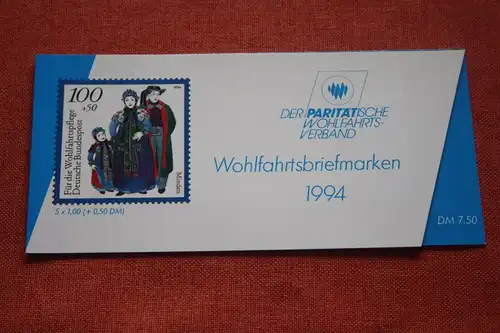 100
+50
Für die Wohlfahrtspflege
Deutsche Bundespost
1994
Minden
5 x 1,00 (+ 0,50 DM)
DER PARITÄTISCHE
WOHLFAHRTS-
VERBAND
Wohlfahrtsbriefmarken
1994
DM 7.50